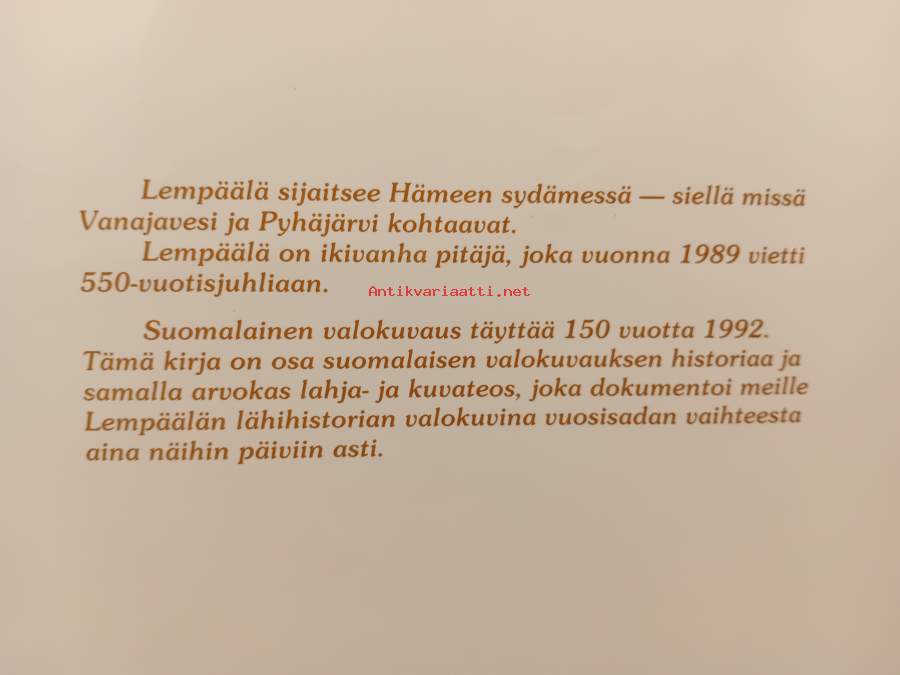 Lempäälä sijaitsee Hämeen sydämessä — siellä missä
Vanajavesi ja Pyhäjärvi kohtaavat.
Lempäälä on ikivanha pitäjä, joka vuonna 1989 vietti
550-vuotisjuhliaan.
Antikvariaatti.net
Suomalainen valokuvaus täyttää 150 vuotta 1992.
Tämä kirja on osa suomalaisen valokuvauksen historiaa ja
samalla arvokas lahja- ja kuvateos, joka dokumentoi meille
Lempäälän lähihistorian valokuvina vuosisadan vaihteesta
aina näihin päiviin asti.